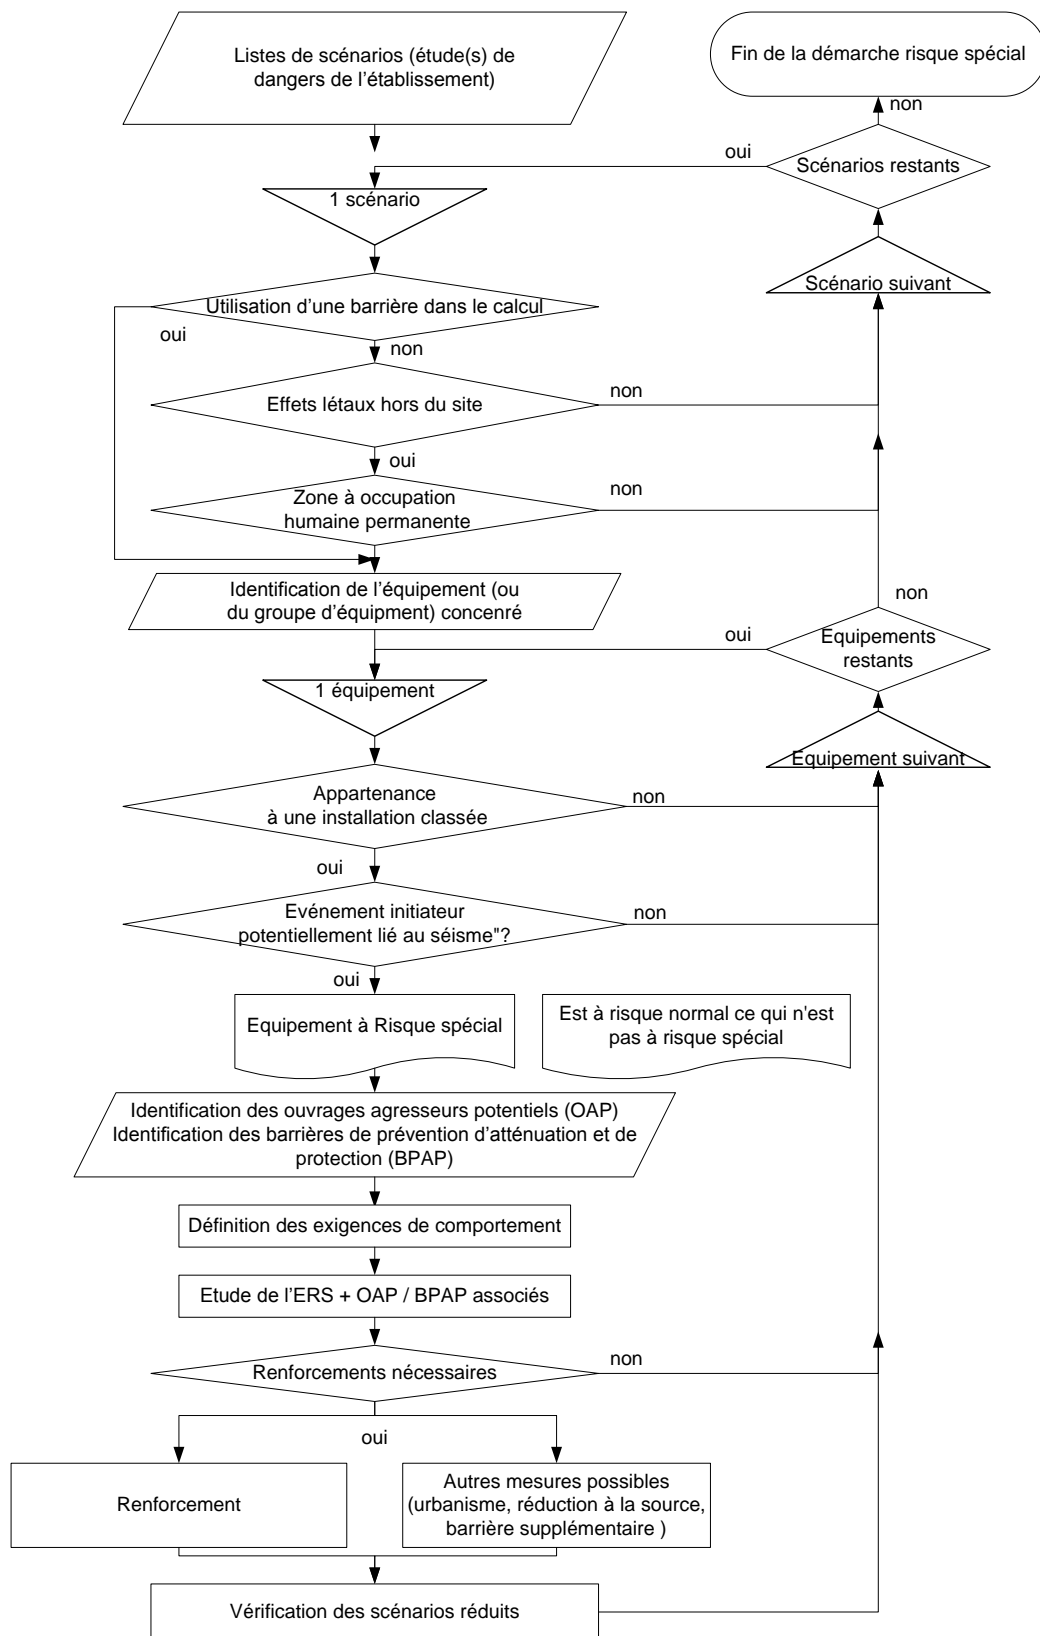 Listes de scénarios (étude(s) de
dangers de l'établissement)
Fin de la démarche risque spécial
non
oui
Scénarios restants
1 scénario
Scénario suivant
Utilisation d'une barrière dans le calcul
oui
non
Effets létaux hors du site
non
oui
Zone à occupation
humaine permanente
non
Identification de l'équipement (ou
du groupe d'équipment) concenré
non
oui
Equipements
restants
1 équipement
Equipement suivant
Appartenance
à une installation classée
non
oui
Evénement initiateur
potentiellement lié au séisme"?
non
oui
Equipement à Risque spécial
Est à risque normal ce qui n'est
pas à risque spécial
Identification des ouvrages agresseurs potentiels (OAP)
Identification des barrières de prévention d'atténuation et de
protection (BPAP)
Définition des exigences de comportement
Etude de l'ERS + OAP / BPAP associés
Renforcements nécessaires
non
oui
Renforcement
Autres mesures possibles
(urbanisme, réduction à la source,
barrière supplémentaire )
Vérification des scénarios réduits